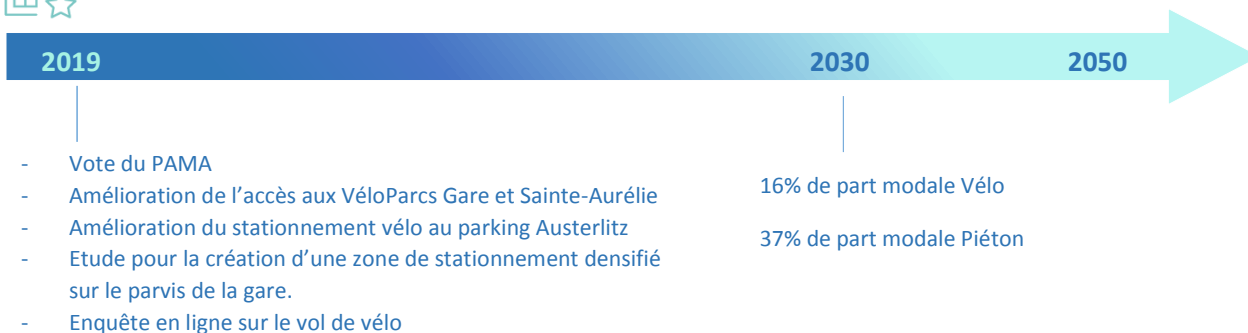 2019 2030 2050
- Vote du PAMA
- Amélioration de l'accès aux VéloParcs Gare et Sainte-Aurélie
- Amélioration du stationnement vélo au parking Austerlitz
- Etude pour la création d'une zone de stationnement densifié
sur le parvis de la gare.
- Enquête en ligne sur le vol de vélo
16% de part modale Vélo
37% de part modale Piéton